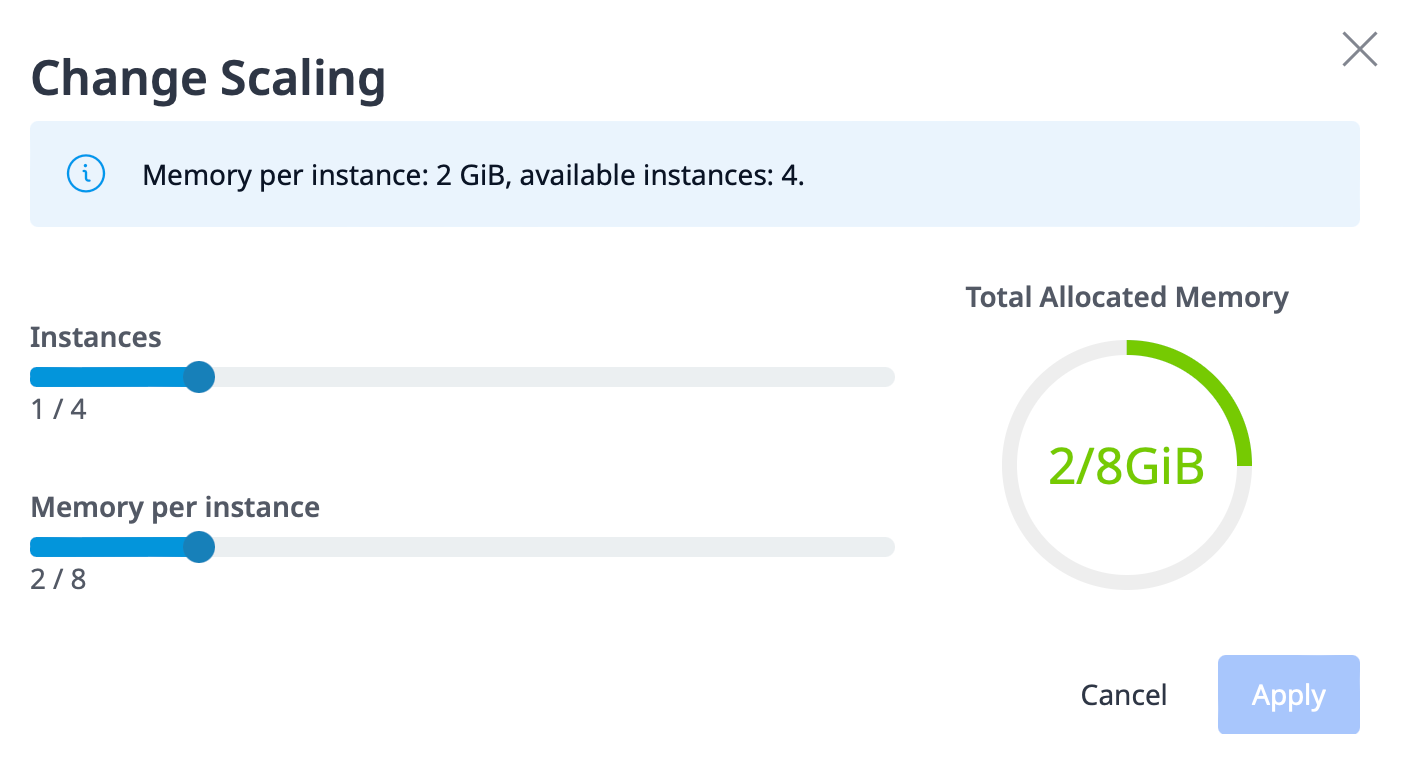 Change Scaling
Memory per instance: 2 GiB, available instances: 4.
Total Allocated Memory
Instances
1 / 4
2/8GiB
Memory per instance
2 / 8
Cancel
Apply